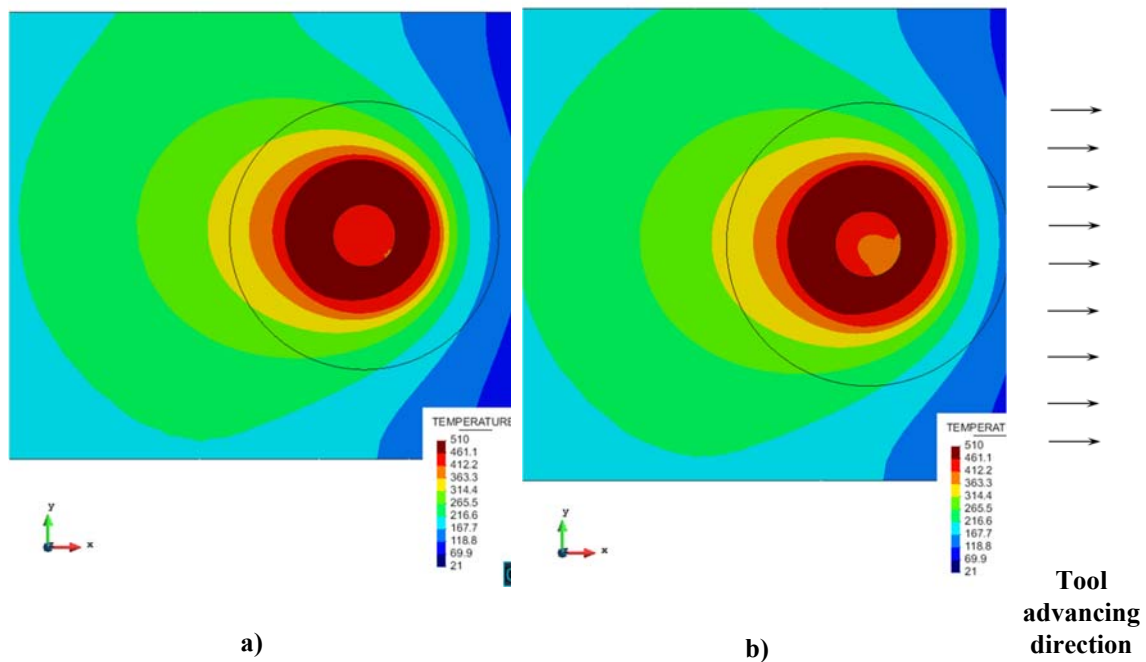 TEMPERATURE
510
461.1
412.2
363.3
314.4
265.5
216.6
167.7
118.8
69.9
21
y
x
a)
TEMPERAT
510
461.1
412.2
363.3
314.4
265.5
216.6
167.7
118.8
69.9
21
y
x
b)
Tool
advancing
direction